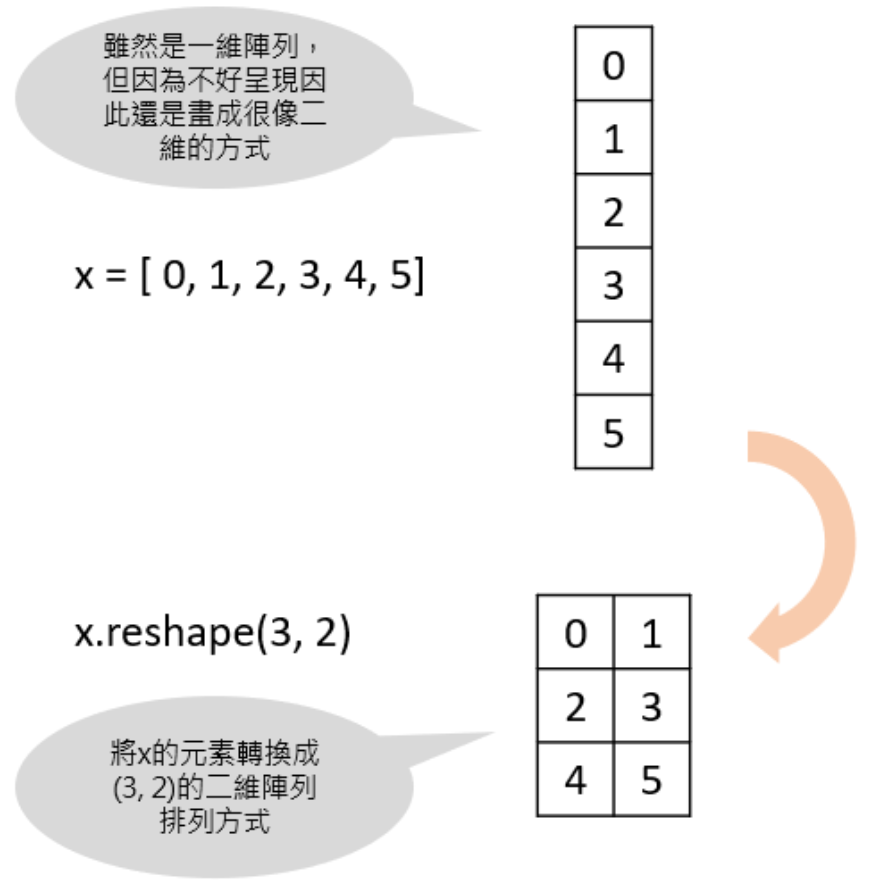 雖然是一維陣列，
但因為不好呈現因
此還是畫成很像二
維的方式
0
1
2
3
4
5
x = [ 0, 1, 2, 3, 4, 5]
x.reshape(3, 2)
0 1
2 3
4 5
將x的元素轉換成
(3, 2)的二維陣列
排列方式